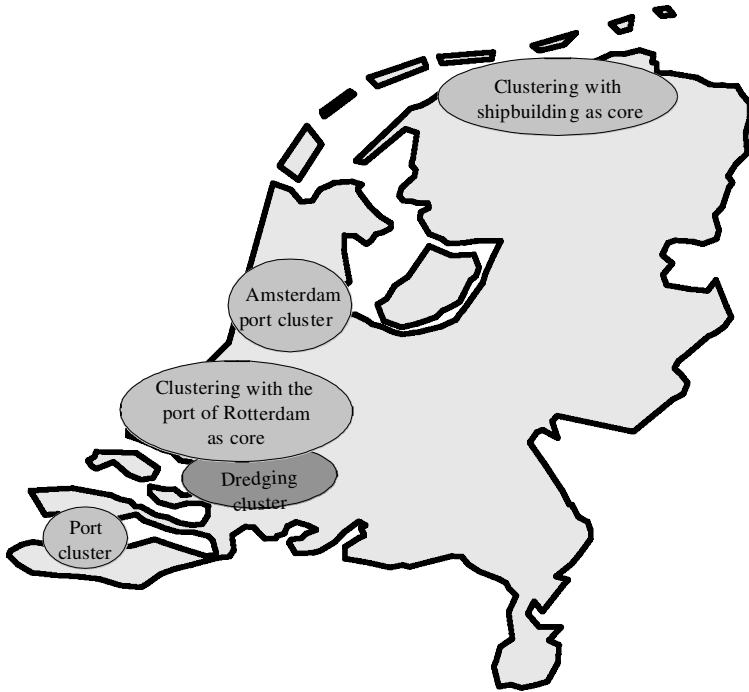 Clustering with
shipbuilding as core
Amsterdam
port cluster
Clustering with the
port of Rotterdam
as core
Dredging
cluster
Port
cluster